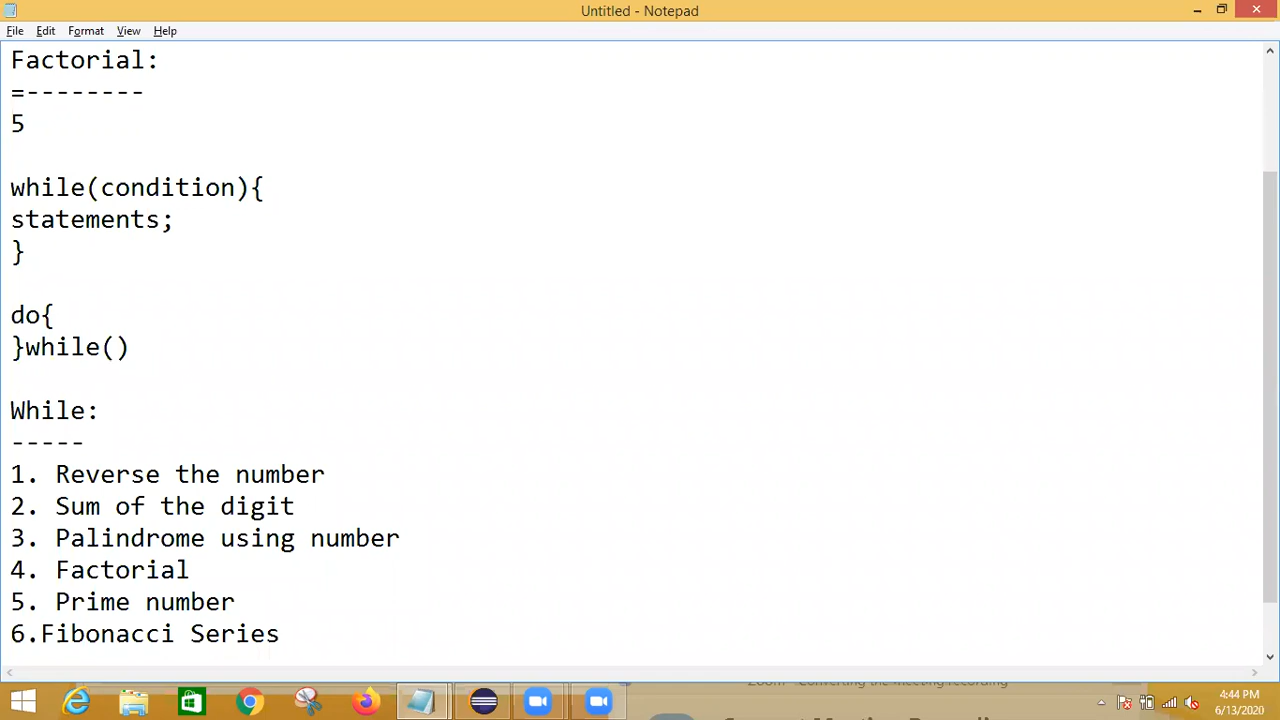 Untitled - Notepad
File Edit Format View Help
Factorial:
=--------
5
while(condition){
statements;
}
do{
}while()
While:
-----
1. Reverse the number
2. Sum of the digit
3. Palindrome using number
4. Factorial
5. Prime number
6.Fibonacci Series
4:44 PM
6/13/2020